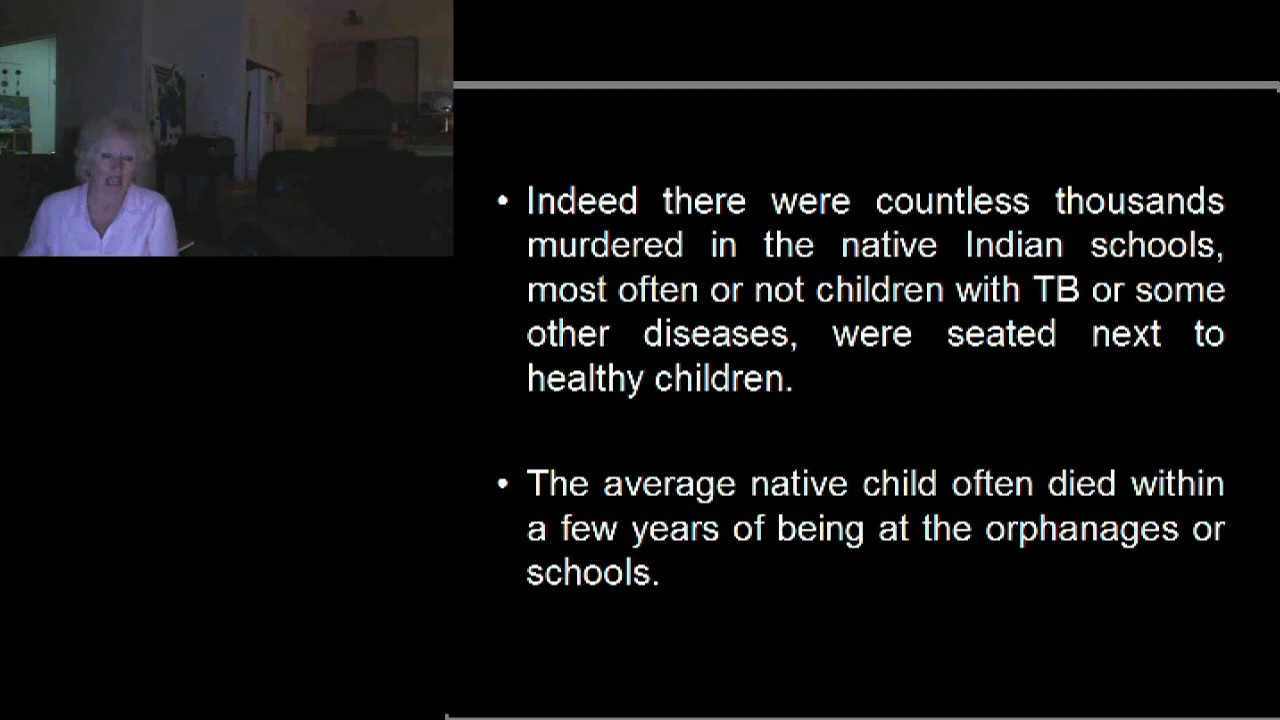 • Indeed there were countless thousands
murdered in the native Indian schools,
most often or not children with TB or some
other diseases, were seated next to
healthy children.
• The average native child often died within
a few years of being at the orphanages or
schools.